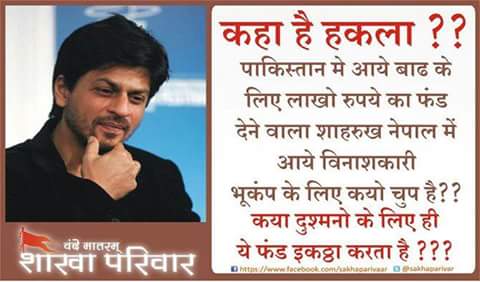 कहा है हकला ??
पाकिस्तान मे आये बाढ के
लिए लाखो रुपये का फंड
देने वाला शाहरुख नेपाल में
आये विनाशकारी
भूकंप के लिए कयो चुप है??
कया दुश्मनो के लिए ही
ये फंड इकठ्ठा करता है ???
https://www.facebook.com/sakhaparivaar @sakhaparivar
वंदे मातरम्
शाखा परिवार